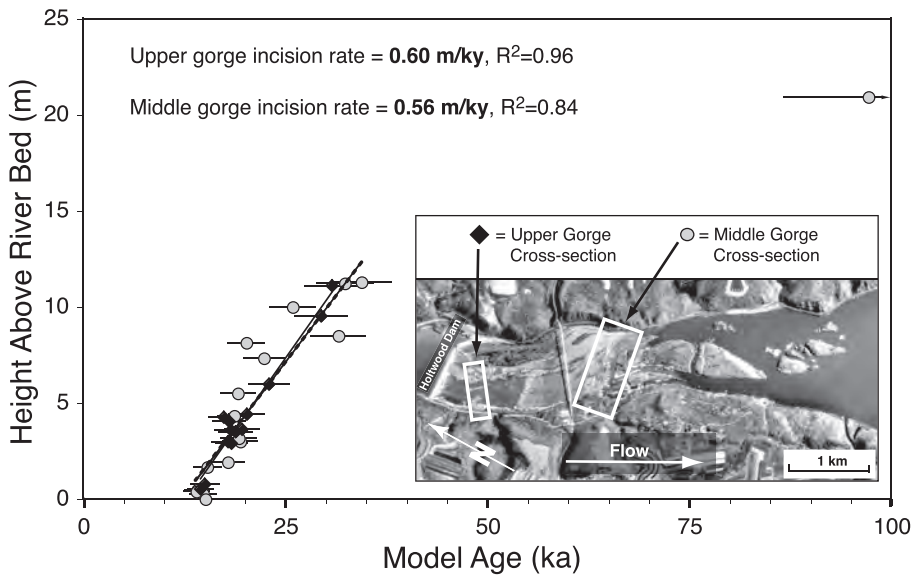 25
20
15
10
5
0
Height Above River Bed (m)
Upper gorge incision rate = 0.60 m/ky, R²=0.96
Middle gorge incision rate = 0.56 m/ky, R²=0.84
= Upper Gorge
Cross-section
= Middle Gorge
Cross-section
Holtwood Dam
N
Flow
1 km
0
25
50
75
100
Model Age (ka)